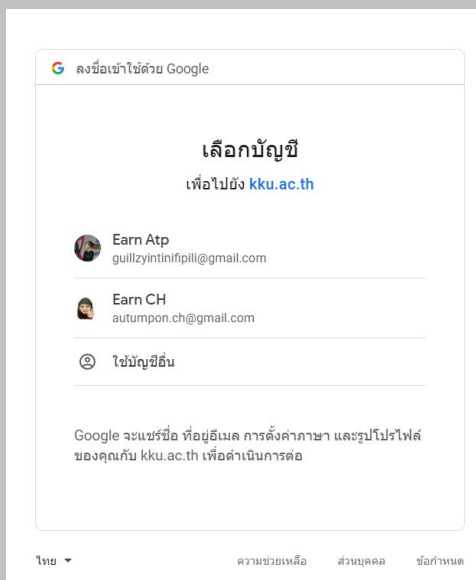 ลงชื่อเข้าใช้ด้วย Google
เลือกบัญชี
เพื่อไปยัง kku.ac.th
Earn Atp
guillzyintinifipili@gmail.com
Earn CH
autumpon.ch@gmail.com
ใช้บัญชีอื่น
Google จะแชร์ชื่อ ที่อยู่อีเมล การตั้งค่าภาษา และรูปโปรไฟล์
ของคุณกับ kku.ac.th เพื่อดำเนินการต่อ
ไทย ความช่วยเหลือ ส่วนบุคคล ข้อกำหนด